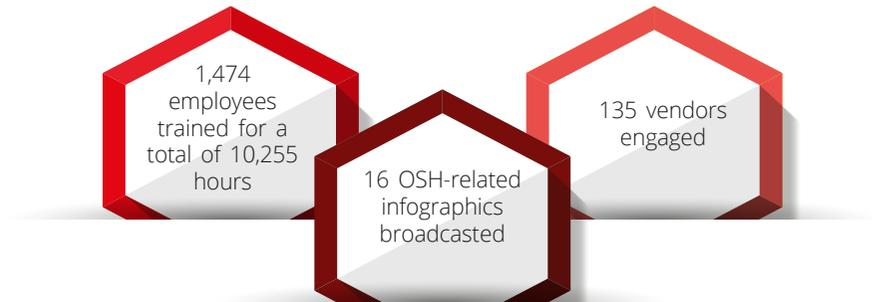 1,474
employees
trained for a
total of 10,255
hours
16 OSH-related
infographics
broadcasted
135 vendors
engaged